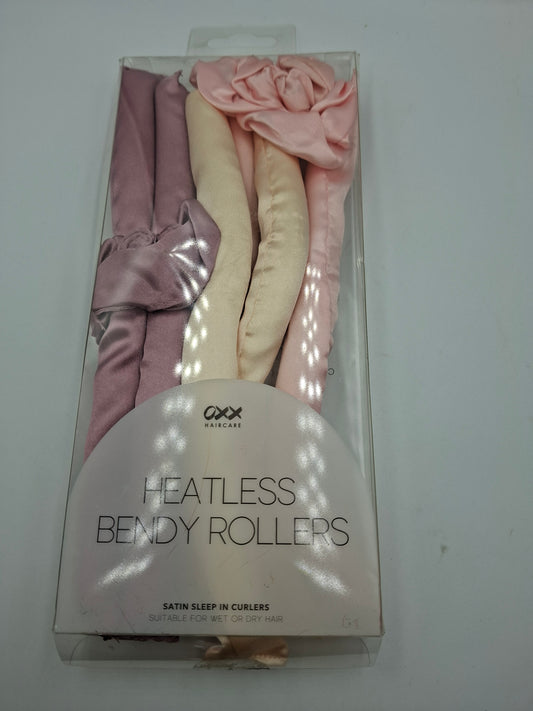 OXX
HAIRCARE
HEATLESS
BENDY ROLLERS
SATIN SLEEP IN CURLERS
SUITABLE FOR WET OR DRY HAIR